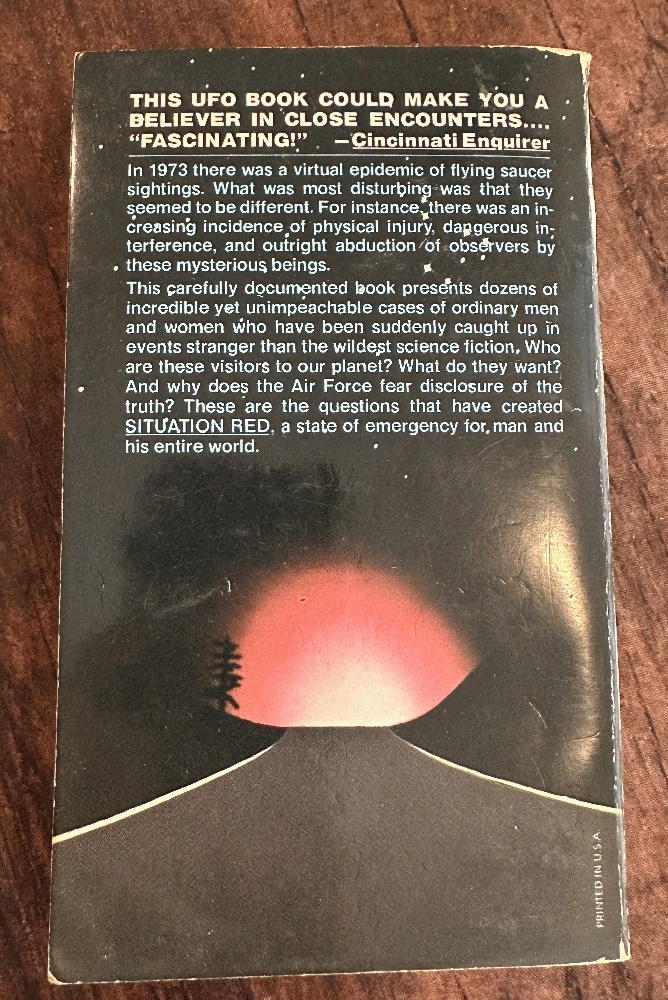 THIS UFO BOOK COULD MAKE YOU A
BELIEVER IN CLOSE ENCOUNTERS....
“FASCINATING!” —Cincinnati Enquirer
In 1973 there was a virtual epidemic of flying saucer
sightings. What was most disturbing was that they
seemed to be different. For instance, there was an in-
creasing incidence of physical injury, dangerous in-
terference, and outright abduction of observers by
these mysterious beings.
This carefully documented book presents dozens of
incredible yet unimpeachable cases of ordinary men
and women who have been suddenly caught up in
events stranger than the wildest science fiction. Who
are these visitors to our planet? What do they want?
And why does the Air Force fear disclosure of the
truth? These are the questions that have created
SITUATION RED, a state of emergency for man and
his entire world.
PRINTED IN U.S.A.